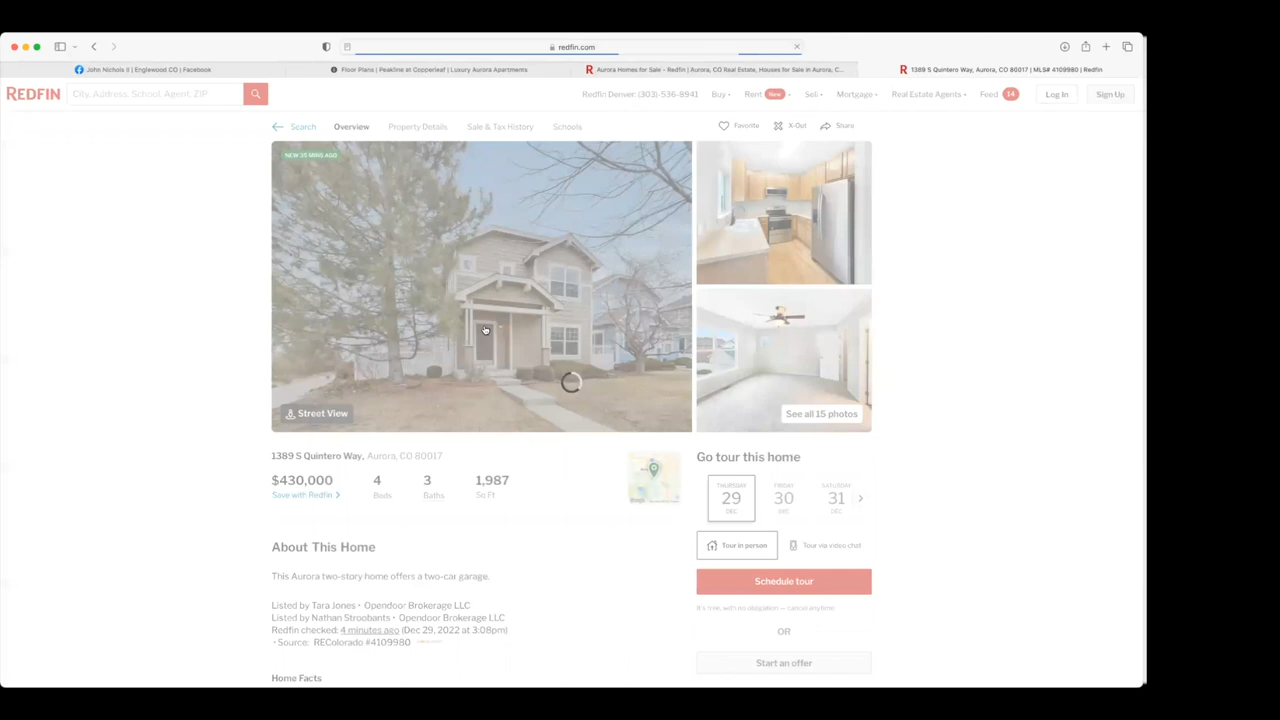 redfin.com
John Nichols II | Englewood CO | Facebook
Floor Plans | Peakline at Copperleaf | Luxury Aurora Apartments
Aurora Homes for Sale - Redfin | Aurora, CO Real Estate, Houses for Sale in Aurora, C...
1389 S Quintero Way, Aurora, CO 80017 | MLS# 4109980 | Redfin
REDFIN
City, Address, School, Agent, ZIP
Redfin Denver: (303)-536-8941
Buy
Rent New
Sell
Mortgage
Real Estate Agents
Feed 14
Log In
Sign Up
Search
Overview
Property Details
Sale & Tax History
Schools
Favorite
X-Out
Share
NEW 35 MINS AGO
Street View
See all 15 photos
1389 S Quintero Way, Aurora, CO 80017
$430,000 4 3 1,987
Save with Redfin > Beds Baths Sq Ft
About This Home
This Aurora two-story home offers a two-car garage.
Listed by Tara Jones • Opendoor Brokerage LLC
Listed by Nathan Stroobants • Opendoor Brokerage LLC
Redfin checked: 4 minutes ago (Dec 29, 2022 at 3:08pm)
• Source: REColorado #4109980
Home Facts
Go tour this home
THURSDAY FRIDAY SATURDAY
29 30 31
DEC DEC DEC
Tour in person
Tour via video chat
Schedule tour
It's free, with no obligation — cancel anytime.
OR
Start an offer